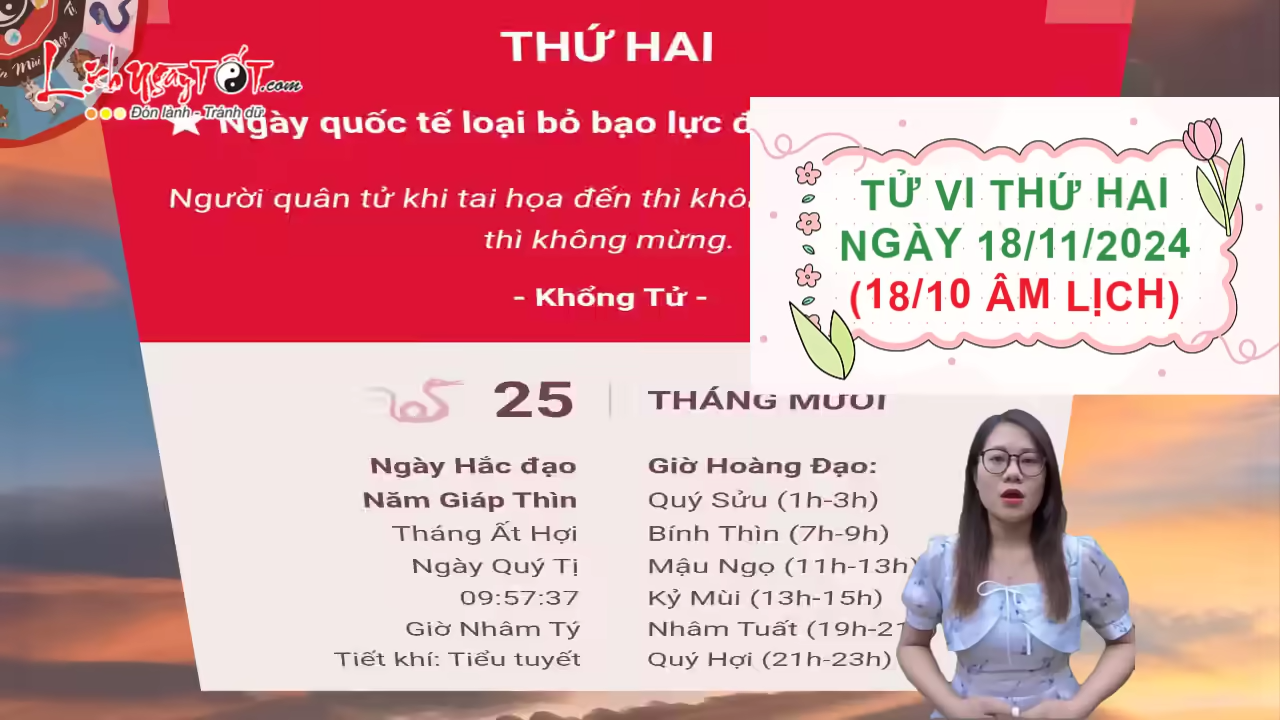 LỊCH NGÀY TỐT.com
Đón lành - Tránh dữ
Mùi
THỨ HAI
★ Ngày quốc tế loại bỏ bạo lực
Người quân tử khi tai họa đến thì
thì không mừng.
- Khổng Tử -
TỬ VI THỨ HAI
NGÀY 18/11/2024
(18/10 ÂM LỊCH)
25
THÁNG MƯỜI
Ngày Hắc đạo
Năm Giáp Thìn
Tháng Ất Hợi
Ngày Quý Tị
09:57:37
Giờ Nhâm Tý
Tiết khí: Tiểu tuyết
Giờ Hoàng Đạo:
Quý Sửu (1h-3h)
Bính Thìn (7h-9h)
Mậu Ngọ (11h-13h)
Kỷ Mùi (13h-15h)
Nhâm Tuất (19h-21
Quý Hợi (21h-23h)